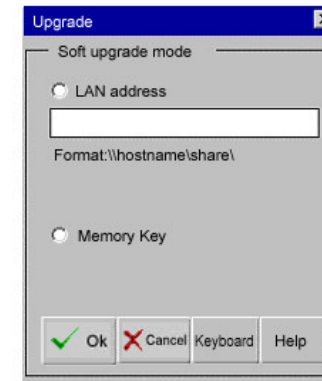 Upgrade
Soft upgrade mode
LAN address
Format:\\hostname\share\
Memory Key
Ok Cancel Keyboard Help